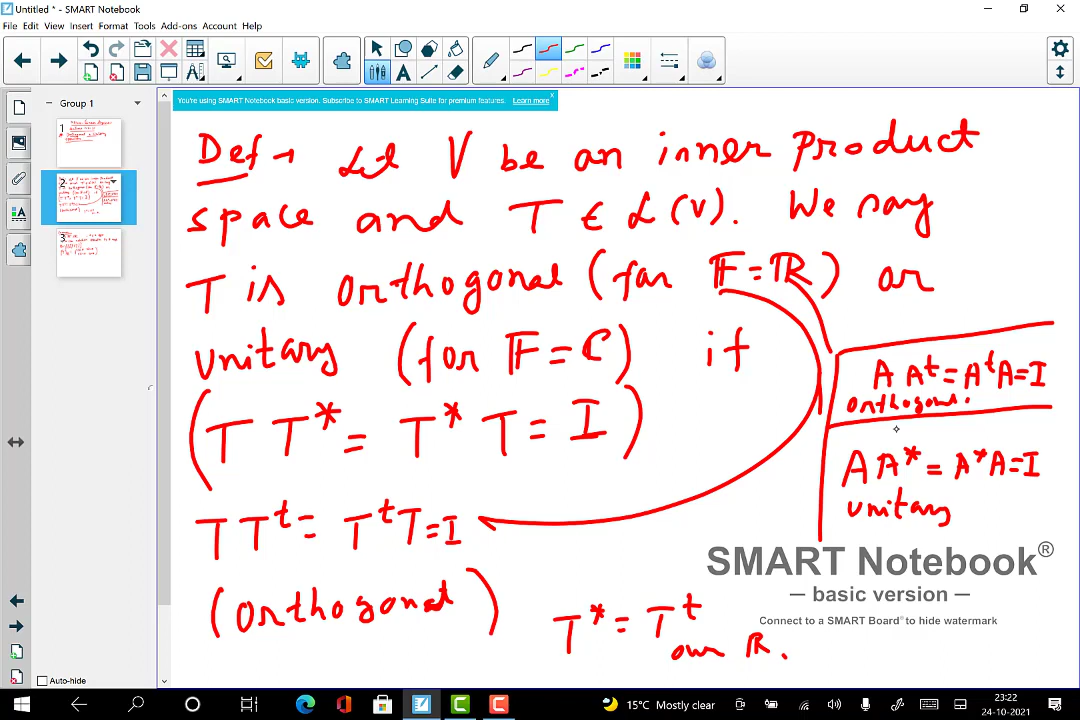 Untitled * - SMART Notebook
File Edit View Insert Format Tools Add-ons Account Help
Group 1
You're using SMART Notebook basic version. Subscribe to SMART Learning Suite for premium features. Learn more
1
2
3
Def → Let V be an inner product
space and T ∈ L(V). We say
T is orthogonal (for F = R) or
unitary (for F = C) if
(T T* = T* T = I)
T Tᵗ = Tᵗ T = I
(orthogonal)
T* = Tᵗ
over R.
A Aᵗ = Aᵗ A = I
orthogonal.
A A* = A* A = I
unitary
SMART Notebook®
— basic version —
Connect to a SMART Board® to hide watermark
Auto-hide
15°C Mostly clear
23:22
24-10-2021